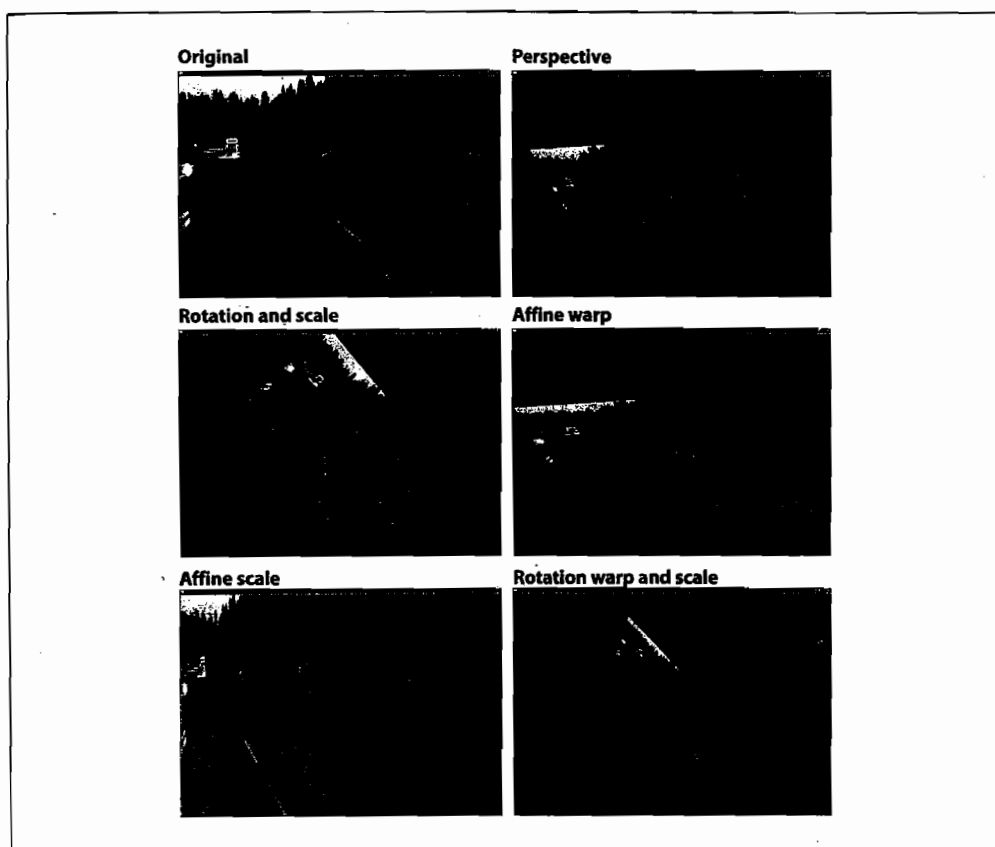 Original
Perspective
Rotation and scale
Affine warp
Affine scale
Rotation warp and scale